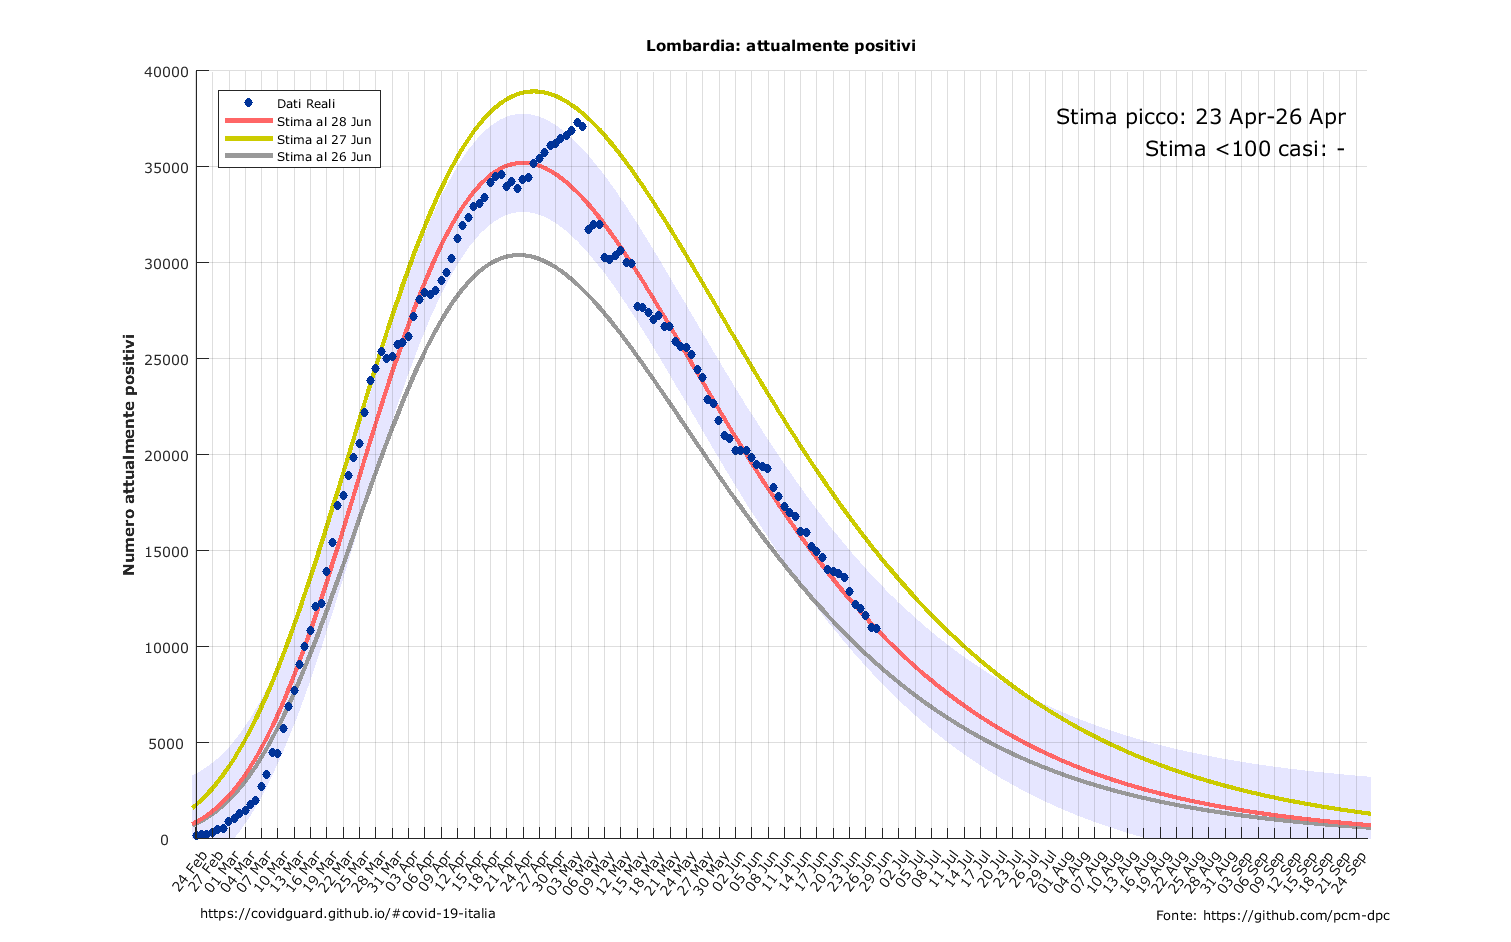 Lombardia: attualmente positivi
40000
35000
30000
25000
20000
15000
10000
5000
0
Numero attualmente positivi
Dati Reali
Stima al 28 Jun
Stima al 27 Jun
Stima al 26 Jun
Stima picco: 23 Apr-26 Apr
Stima <100 casi: -
24 Feb
27 Feb
01 Mar
04 Mar
07 Mar
10 Mar
13 Mar
16 Mar
19 Mar
22 Mar
25 Mar
28 Mar
31 Mar
03 Apr
06 Apr
09 Apr
12 Apr
15 Apr
18 Apr
21 Apr
24 Apr
27 Apr
30 Apr
03 May
06 May
09 May
12 May
15 May
18 May
21 May
24 May
27 May
30 May
02 Jun
05 Jun
08 Jun
11 Jun
14 Jun
17 Jun
20 Jun
23 Jun
26 Jun
29 Jun
02 Jul
05 Jul
08 Jul
11 Jul
14 Jul
17 Jul
20 Jul
23 Jul
26 Jul
29 Jul
01 Aug
04 Aug
07 Aug
10 Aug
13 Aug
16 Aug
19 Aug
22 Aug
25 Aug
28 Aug
31 Aug
03 Sep
06 Sep
09 Sep
12 Sep
15 Sep
18 Sep
21 Sep
24 Sep
https://covidguard.github.io/#covid-19-italia
Fonte: https://github.com/pcm-dpc